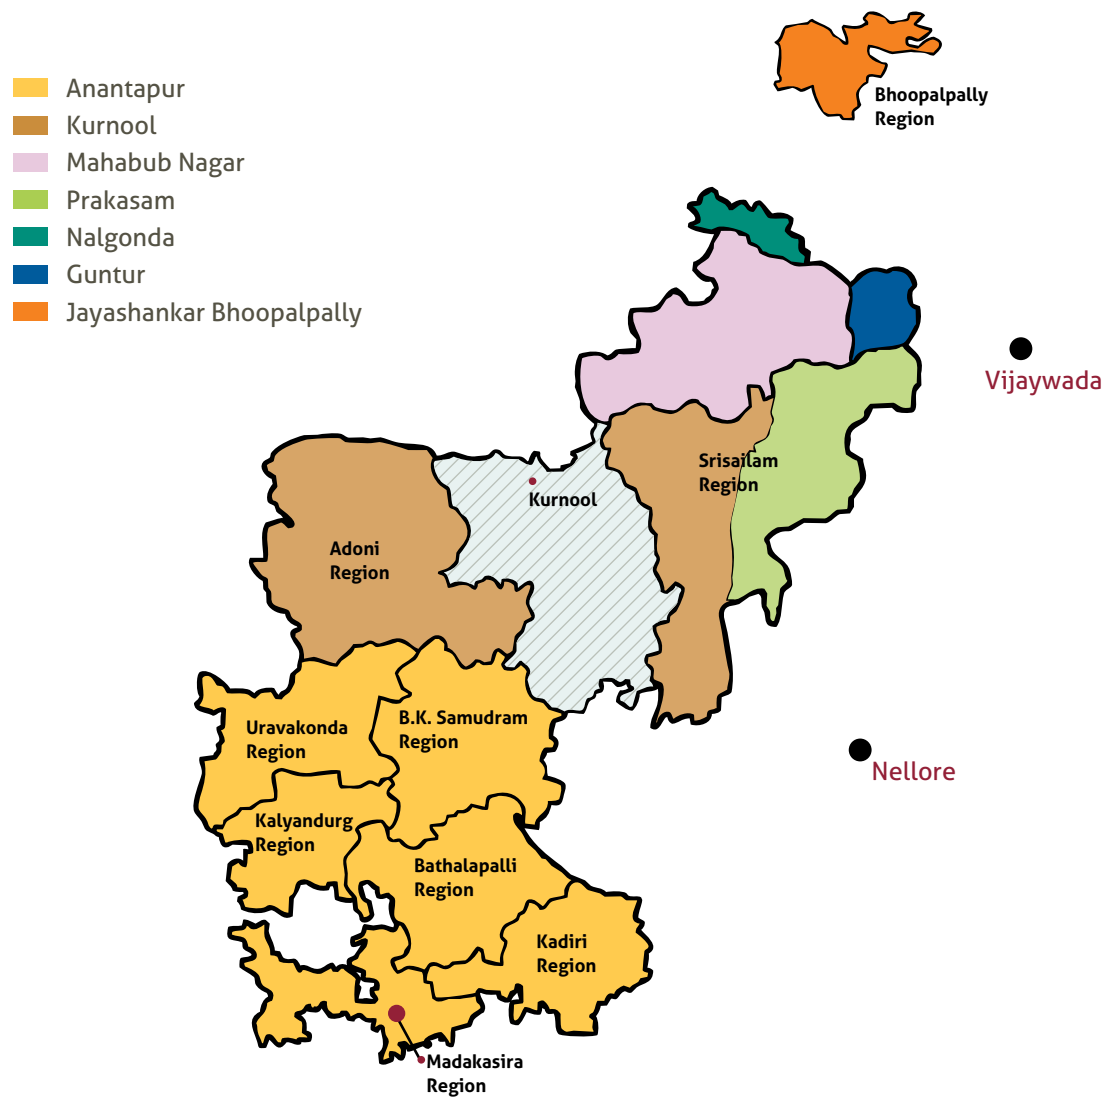 Anantapur
Kurnool
Mahabub Nagar
Prakasam
Nalgonda
Guntur
Jayashankar Bhoopalpally
Bhoopalpally
Region
Vijaywada
Srisailam
Region
Kurnool
Adoni
Region
Uravakonda
Region
B.K. Samudram
Region
Nellore
Kalyandurg
Region
Bathalapalli
Region
Kadiri
Region
Madakasira
Region